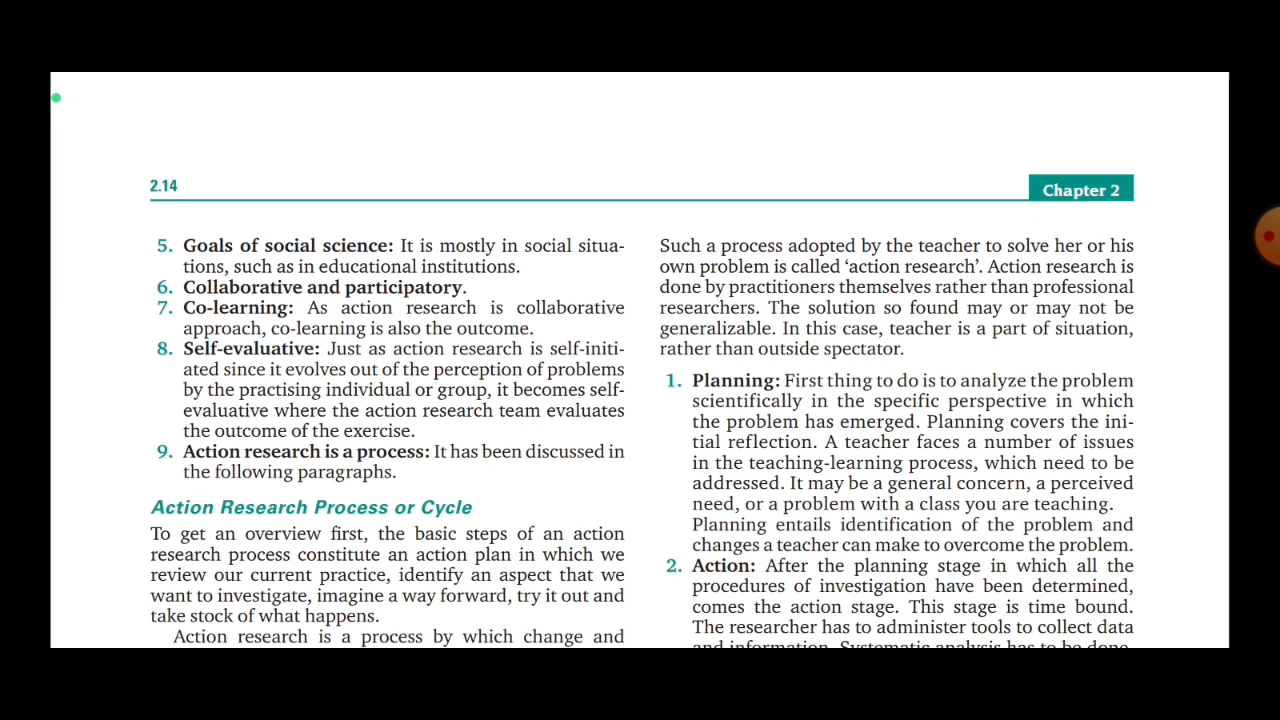 2.14
Chapter 2
5. Goals of social science: It is mostly in social situa-
tions, such as in educational institutions.
6. Collaborative and participatory.
7. Co-learning: As action research is collaborative
approach, co-learning is also the outcome.
8. Self-evaluative: Just as action research is self-initi-
ated since it evolves out of the perception of problems
by the practising individual or group, it becomes self-
evaluative where the action research team evaluates
the outcome of the exercise.
9. Action research is a process: It has been discussed in
the following paragraphs.
Action Research Process or Cycle
To get an overview first, the basic steps of an action
research process constitute an action plan in which we
review our current practice, identify an aspect that we
want to investigate, imagine a way forward, try it out and
take stock of what happens.
Action research is a process by which change and
Such a process adopted by the teacher to solve her or his
own problem is called ‘action research’. Action research is
done by practitioners themselves rather than professional
researchers. The solution so found may or may not be
generalizable. In this case, teacher is a part of situation,
rather than outside spectator.
1. Planning: First thing to do is to analyze the problem
scientifically in the specific perspective in which
the problem has emerged. Planning covers the ini-
tial reflection. A teacher faces a number of issues
in the teaching-learning process, which need to be
addressed. It may be a general concern, a perceived
need, or a problem with a class you are teaching.
Planning entails identification of the problem and
changes a teacher can make to overcome the problem.
2. Action: After the planning stage in which all the
procedures of investigation have been determined,
comes the action stage. This stage is time bound.
The researcher has to administer tools to collect data
and information. Systematic analysis has to be done.